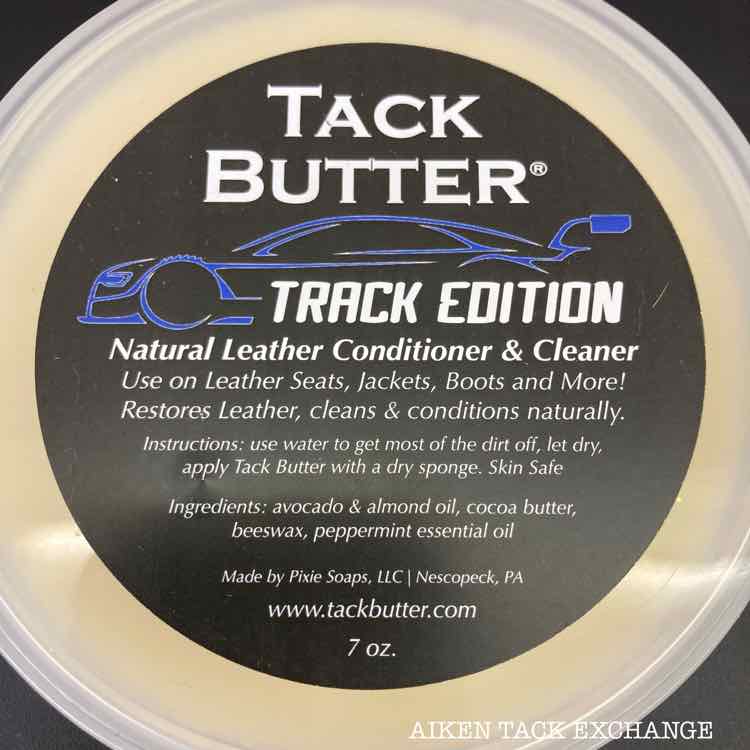 TACK
BUTTER®
TRACK EDITION
Natural Leather Conditioner & Cleaner
Use on Leather Seats, Jackets, Boots and More!
Restores Leather, cleans & conditions naturally.
Instructions: use water to get most of the dirt off, let dry,
apply Tack Butter with a dry sponge. Skin Safe
Ingredients: avocado & almond oil, cocoa butter,
beeswax, peppermint essential oil
Made by Pixie Soaps, LLC | Nescopeck, PA
www.tackbutter.com
7 oz.
AIKEN TACK EXCHANGE